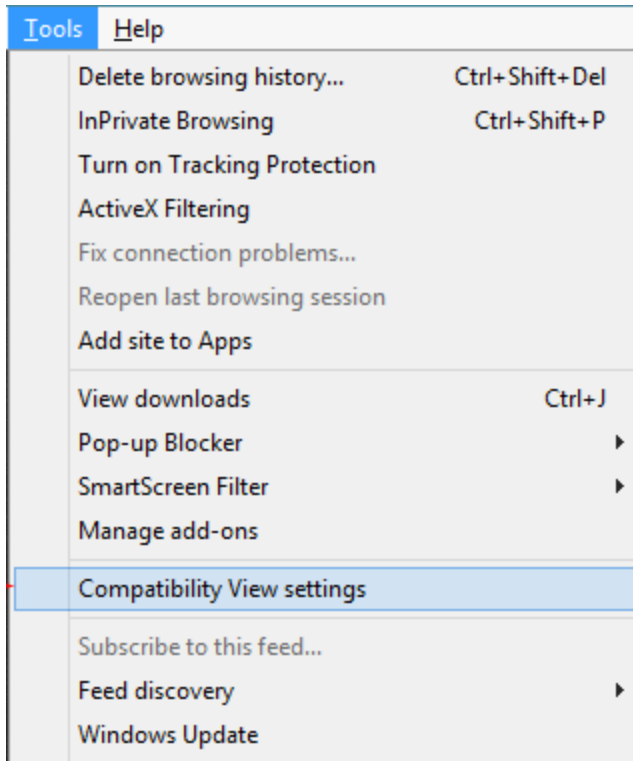 Tools Help
Delete browsing history... Ctrl+Shift+Del
InPrivate Browsing Ctrl+Shift+P
Turn on Tracking Protection
ActiveX Filtering
Fix connection problems...
Reopen last browsing session
Add site to Apps
View downloads Ctrl+J
Pop-up Blocker
SmartScreen Filter
Manage add-ons
Compatibility View settings
Subscribe to this feed...
Feed discovery
Windows Update